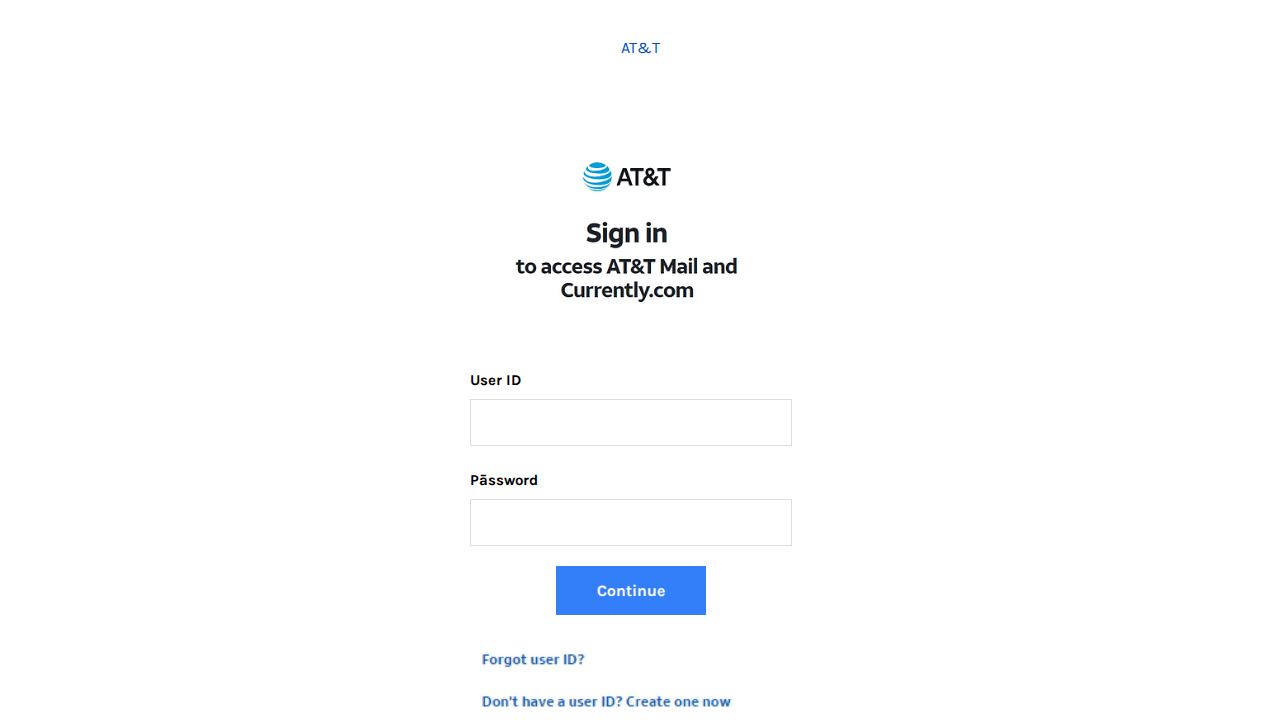 AT&T
AT&T
Sign in
to access AT&T Mail and
Currently.com
User ID
Pāssword
Continue
Forgot user ID?
Don't have a user ID? Create one now